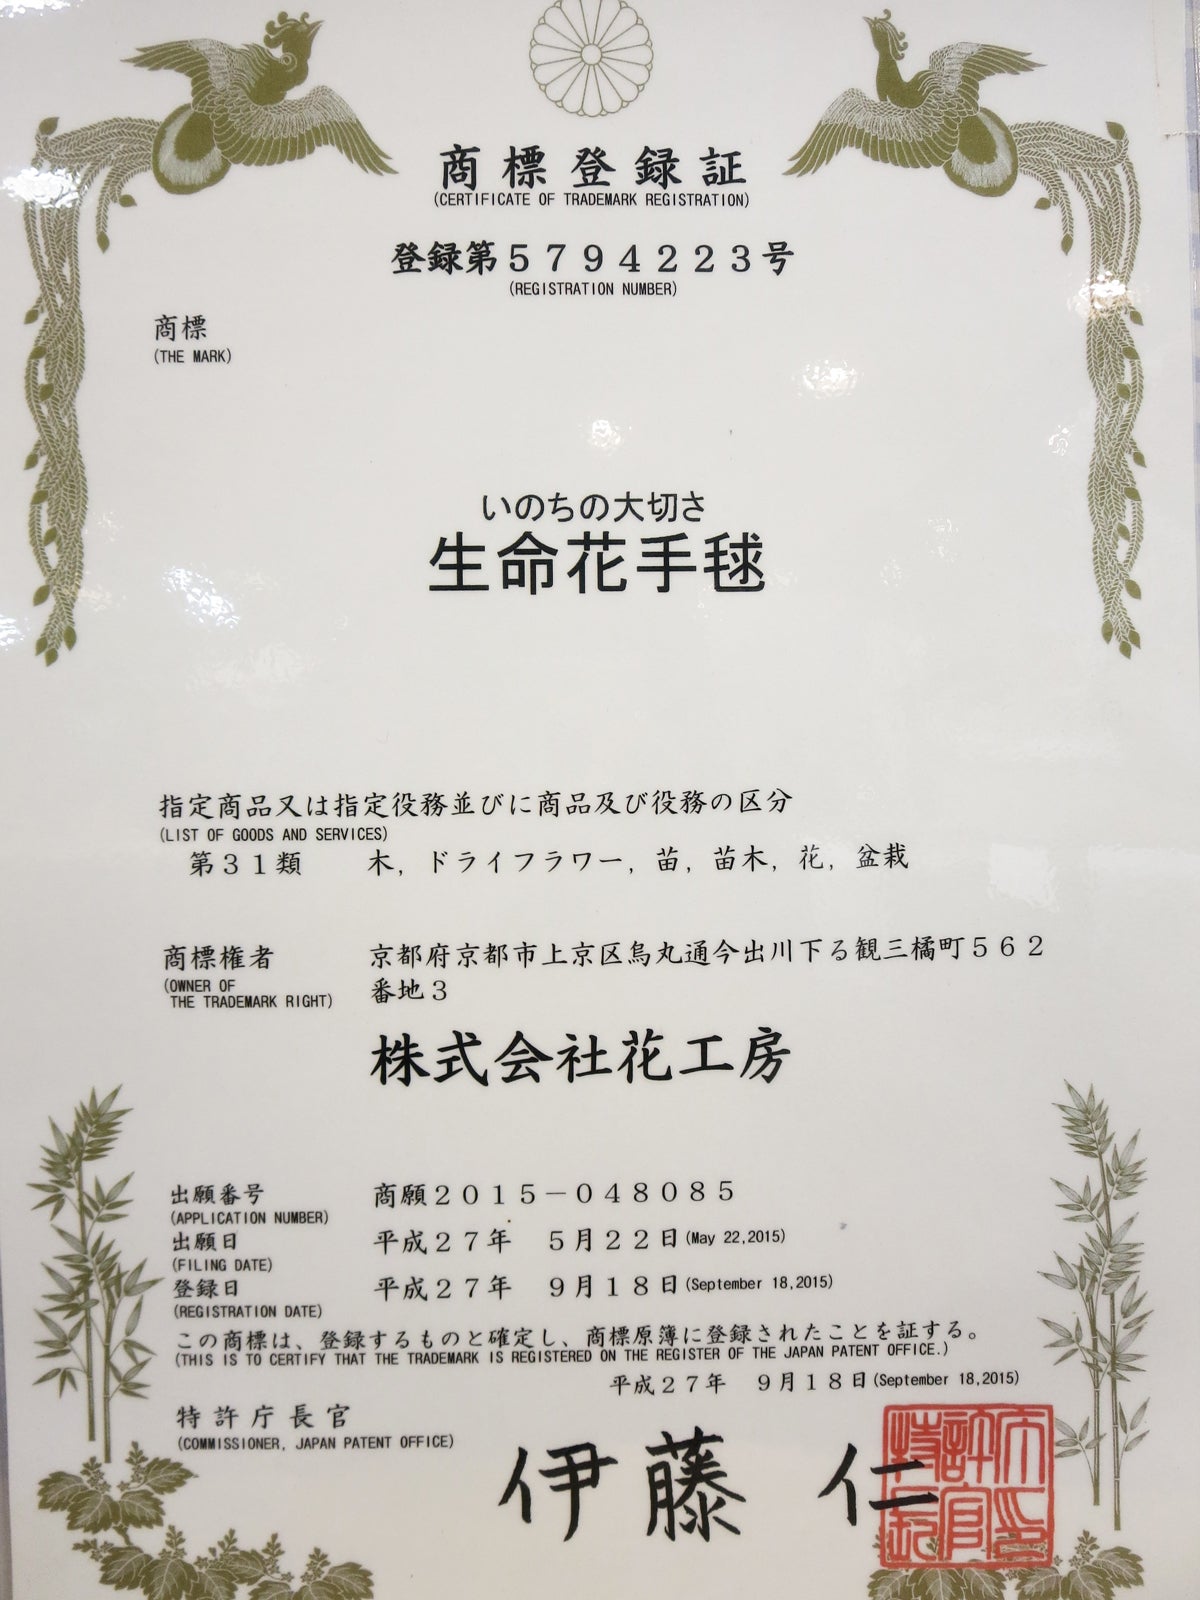 商標登録証
(CERTIFICATE OF TRADEMARK REGISTRATION)
登録第５７９４２２３号
(REGISTRATION NUMBER)
商標
(THE MARK)
いのちの大切さ
生命花手毬
指定商品又は指定役務並びに商品及び役務の区分
(LIST OF GOODS AND SERVICES)
第３１類　木，ドライフラワー，苗，苗木，花，盆栽
商標権者　京都府京都市上京区烏丸通今出川下る観三橘町５６２
(OWNER OF
THE TRADEMARK RIGHT)
番地３
株式会社花工房
出願番号　商願２０１５－０４８０８５
(APPLICATION NUMBER)
出願日　平成２７年　５月２２日(May 22,2015)
(FILING DATE)
登録日　平成２７年　９月１８日(September 18,2015)
(REGISTRATION DATE)
この商標は、登録するものと確定し、商標原簿に登録されたことを証する。
(THIS IS TO CERTIFY THAT THE TRADEMARK IS REGISTERED ON THE REGISTER OF THE JAPAN PATENT OFFICE.)
平成２７年　９月１８日(September 18,2015)
特許庁長官
(COMMISSIONER, JAPAN PATENT OFFICE)
伊藤　仁
特許庁長官之印